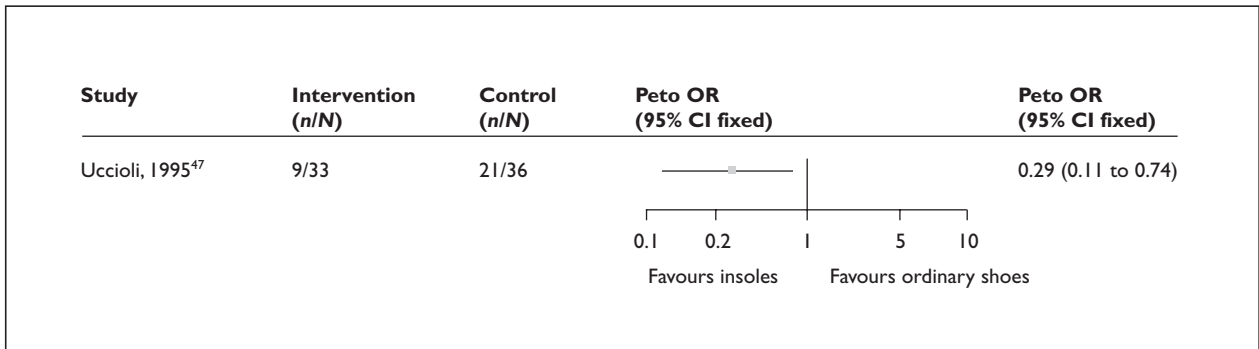 Study Intervention Control Peto OR Peto OR
(n/N) (n/N) (95% CI fixed) (95% CI fixed)
Uccioli, 199547 9/33 21/36 0.29 (0.11 to 0.74)
0.1 0.2 1 5 10
Favours insoles Favours ordinary shoes